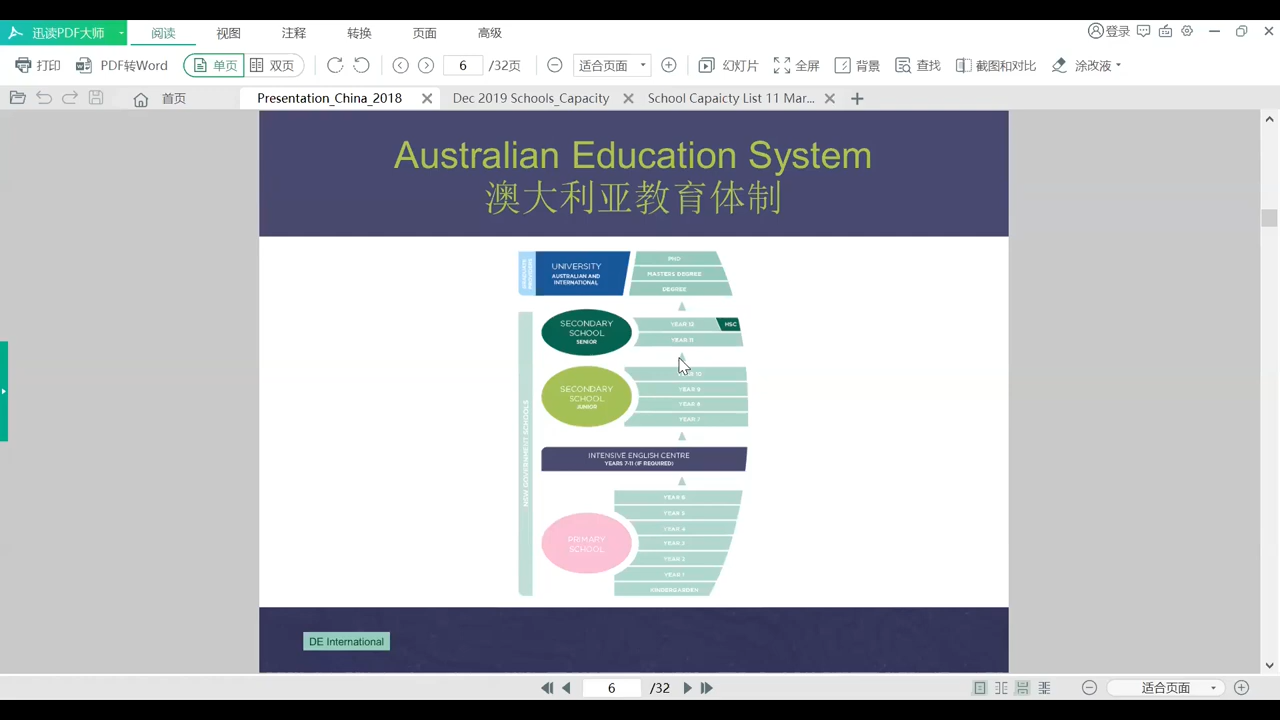 迅读PDF大师
阅读
视图
注释
转换
页面
高级
登录
打印
PDF转Word
单页
双页
6 /32页
适合页面
幻灯片
全屏
背景
查找
截图和对比
涂改液
首页
Presentation_China_2018
Dec 2019 Schools_Capacity
School Capaicty List 11 Mar...
Australian Education System
澳大利亚教育体制
UNIVERSITY
AUSTRALIAN AND
INTERNATIONAL
PHD
MASTERS DEGREE
DEGREE
SECONDARY
SCHOOL
SENIOR
YEAR 12
HSC
YEAR 11
SECONDARY
SCHOOL
JUNIOR
YEAR 10
YEAR 9
YEAR 8
YEAR 7
NSW GOVERNMENT SCHOOLS
INTENSIVE ENGLISH CENTRE
YEARS 7-11 (IF REQUIRED)
PRIMARY
SCHOOL
YEAR 6
YEAR 5
YEAR 4
YEAR 3
YEAR 2
YEAR 1
KINDERGARDEN
DE International
6 /32
适合页面